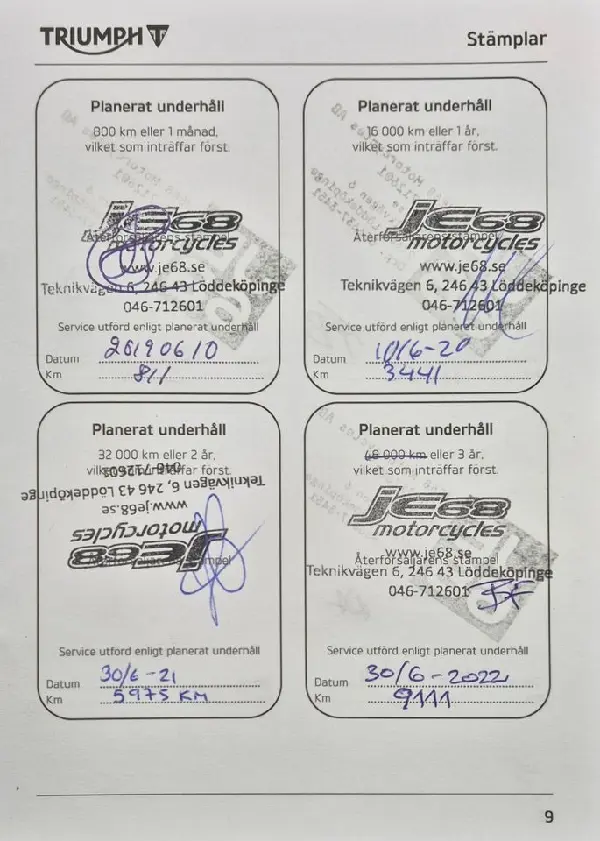 TRIUMPH
Stämplar
Planerat underhåll
800 km eller 1 månad,
vilket som inträffar först.
JE68
Återförsäljarens stämpel
motorcycles
www.je68.se
Teknikvägen 6, 246 43 Löddeköpinge
046-712601
Service utförd enligt planerat underhåll
Datum 20190610
Km 811
Planerat underhåll
16 000 km eller 1 år,
vilket som inträffar först.
JE68
Återförsäljarens stämpel
motorcycles
www.je68.se
Teknikvägen 6, 246 43 Löddeköpinge
046-712601
Service utförd enligt planerat underhåll
Datum 10/6-20
Km 3441
Planerat underhåll
32 000 km eller 2 år,
vilket som inträffar först.
046-712601
Teknikvägen 6, 246 43 Löddeköpinge
www.je68.se
motorcycles
Återförsäljarens stämpel
JE68
Service utförd enligt planerat underhåll
Datum 30/6-21
Km 5975 KM
Planerat underhåll
48 000 km eller 3 år,
vilket som inträffar först.
JE68
motorcycles
www.je68.se
Återförsäljarens stämpel
Teknikvägen 6, 246 43 Löddeköpinge
046-712601
Service utförd enligt planerat underhåll
Datum 30/6-2022
Km 9111
9